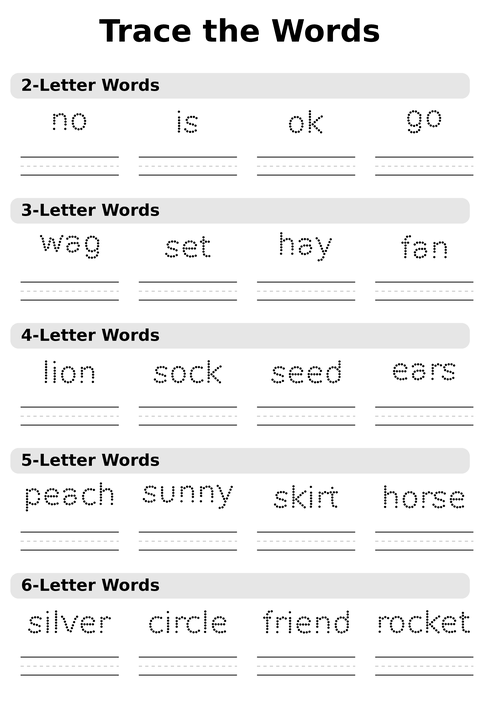 Trace the Words
2-Letter Words
no is ok go
3-Letter Words
wag set hay fan
4-Letter Words
lion sock seed ears
5-Letter Words
peach sunny skirt horse
6-Letter Words
silver circle friend rocket